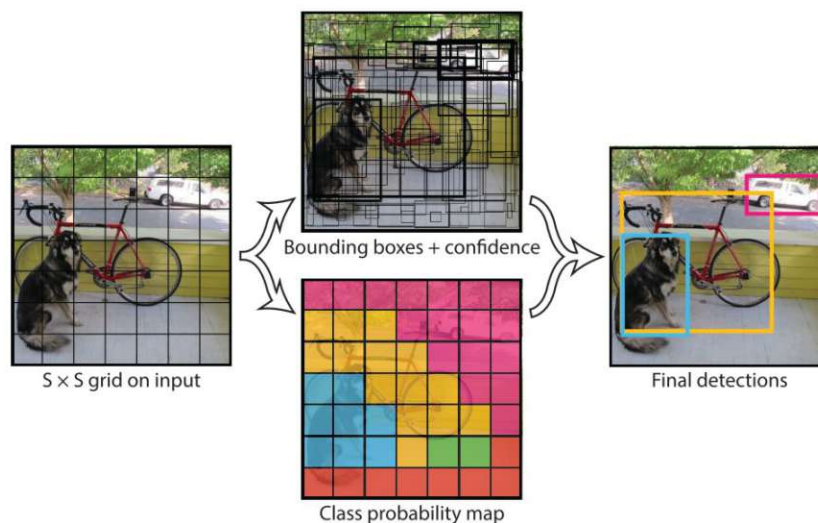 Bounding boxes + confidence
S × S grid on input
Final detections
Class probability map